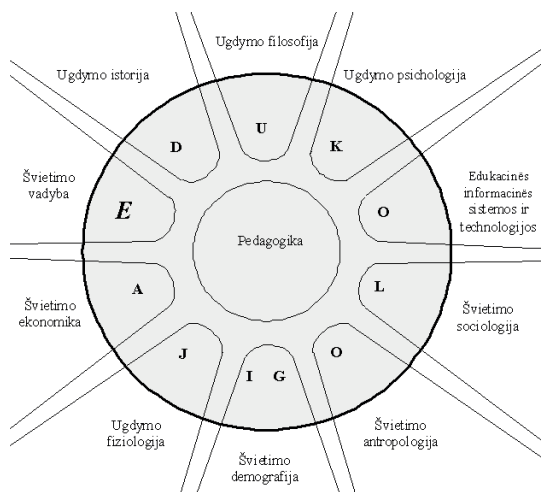 Ugdymo filosofija
Ugdymo istorija
Ugdymo psichologija
U
D
K
Švietimo
vadyba
E
O
Edukacinės
informacinės
sistemos ir
technologijos
Pedagogika
A
L
Švietimo
ekonomika
Švietimo
sociologija
J
I
G
O
Ugdymo
fiziologija
Švietimo
demografija
Švietimo
antropologija